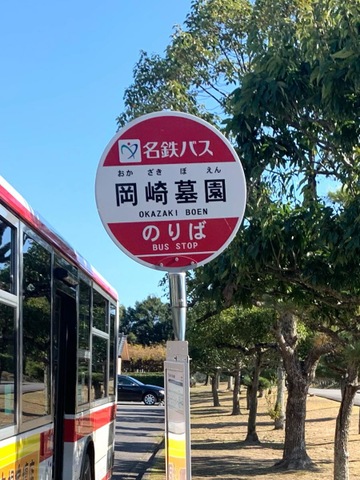 名鉄バス
おか ざき ぼ えん
岡崎墓園
OKAZAKI BOEN
のりば
BUS STOP